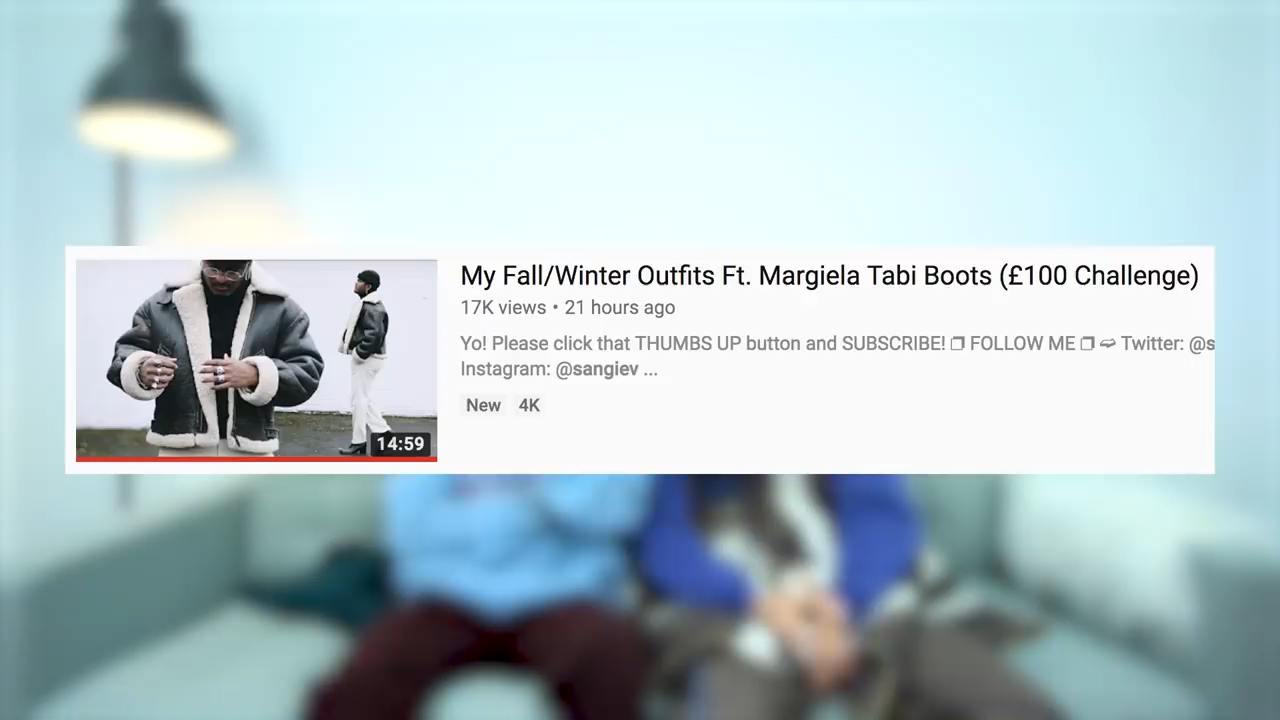 My Fall/Winter Outfits Ft. Margiela Tabi Boots (£100 Challenge)
17K views • 21 hours ago
Yo! Please click that THUMBS UP button and SUBSCRIBE! ❐ FOLLOW ME ❐ ➫ Twitter: @s
Instagram: @sangiev ...
New 4K
14:59